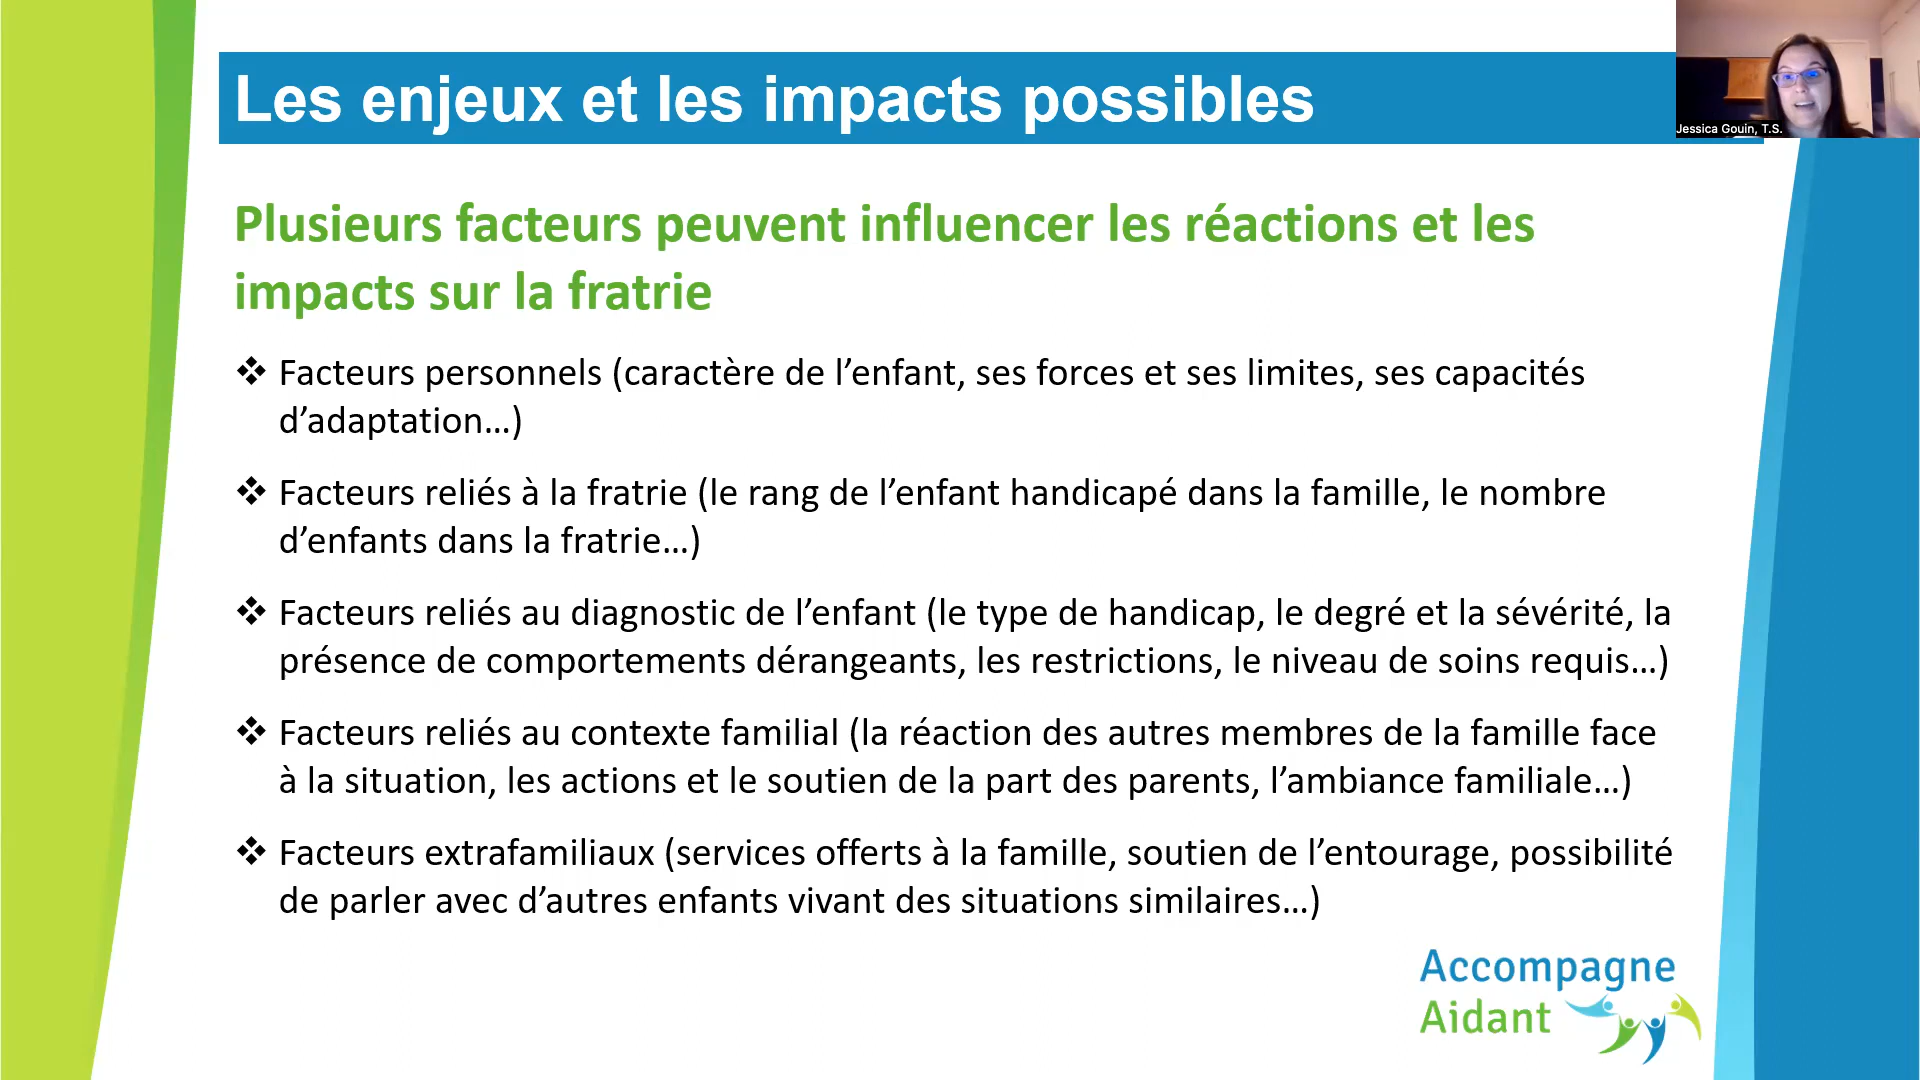 Les enjeux et les impacts possibles
Jessica Gouin, T.S.
Plusieurs facteurs peuvent influencer les réactions et les
impacts sur la fratrie
❖ Facteurs personnels (caractère de l’enfant, ses forces et ses limites, ses capacités
d’adaptation…)
❖ Facteurs reliés à la fratrie (le rang de l’enfant handicapé dans la famille, le nombre
d’enfants dans la fratrie…)
❖ Facteurs reliés au diagnostic de l’enfant (le type de handicap, le degré et la sévérité, la
présence de comportements dérangeants, les restrictions, le niveau de soins requis…)
❖ Facteurs reliés au contexte familial (la réaction des autres membres de la famille face
à la situation, les actions et le soutien de la part des parents, l’ambiance familiale…)
❖ Facteurs extrafamiliaux (services offerts à la famille, soutien de l’entourage, possibilité
de parler avec d’autres enfants vivant des situations similaires…)
Accompagne
Aidant